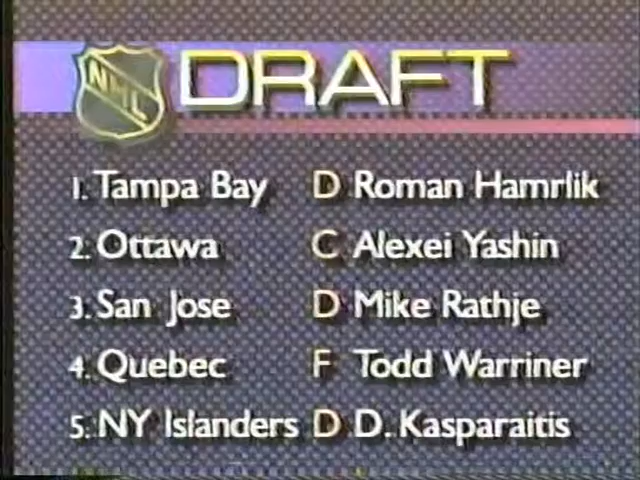 NHL DRAFT
1. Tampa Bay D Roman Hamrlik
2. Ottawa C Alexei Yashin
3. San Jose D Mike Rathje
4. Quebec F Todd Warriner
5. NY Islanders D D. Kasparaitis